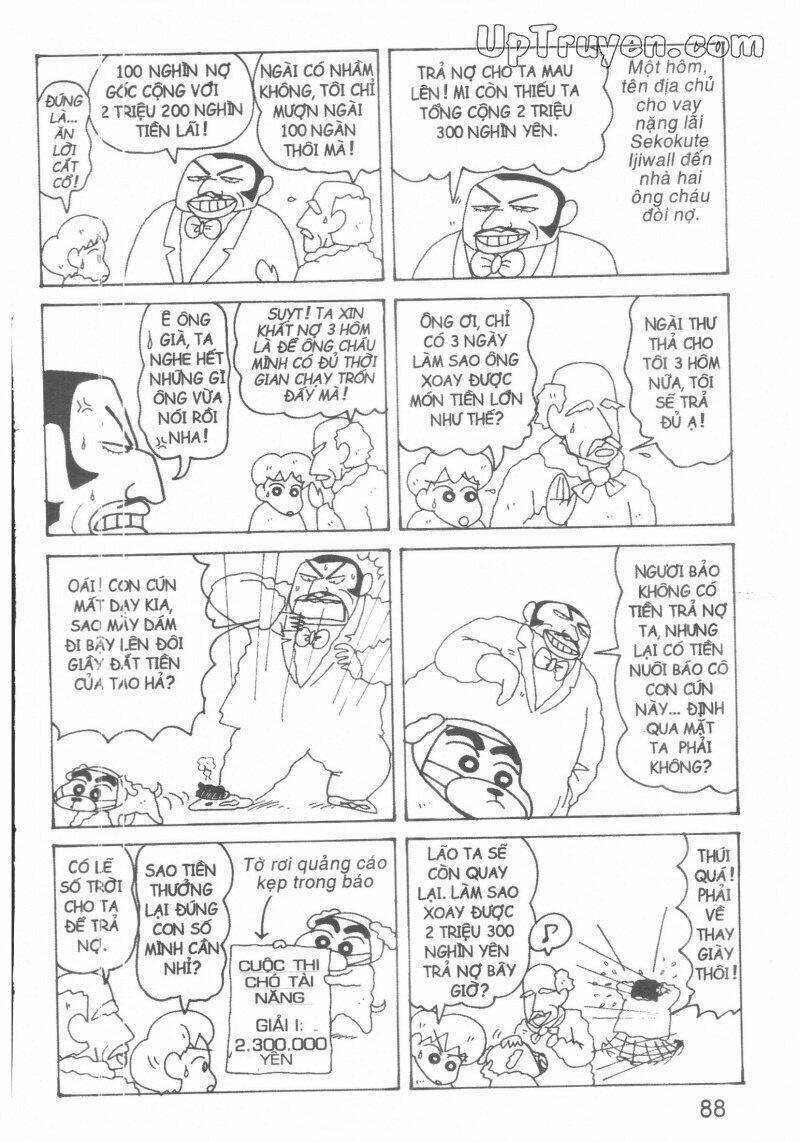 UpTruyen.com
Một hôm,
tên địa chủ
cho vay
nặng lãi
Sekokute
Ijiwall đến
nhà hai
ông cháu
đòi nợ.
TRẢ NỢ CHO TA MAU
LÊN! MI CÒN THIẾU TA
TỔNG CỘNG 2 TRIỆU
300 NGHÌN YÊN.
NGÀI CÓ NHẦM
KHÔNG, TÔI CHỈ
MƯỢN NGÀI
100 NGÀN
THÔI MÀ!
100 NGHÌN NỢ
GỐC CỘNG VỚI
2 TRIỆU 200 NGHÌN
TIỀN LÃI!
ĐÚNG
LÀ...
ĂN
LỜI
CẮT
CỔ!
NGÀI THƯ
THẢ CHO
TÔI 3 HÔM
NỮA, TÔI
SẼ TRẢ
ĐỦ Ạ!
ÔNG ƠI, CHỈ
CÓ 3 NGÀY
LÀM SAO ÔNG
XOAY ĐƯỢC
MÓN TIỀN LỚN
NHƯ THẾ?
SUYT! TA XIN
KHẤT NỢ 3 HÔM
LÀ ĐỂ ÔNG CHÁU
MÌNH CÓ ĐỦ THỜI
GIAN CHẠY TRỐN
ĐẤY MÀ!
Ê ÔNG
GIÀ, TA
NGHE HẾT
NHỮNG GÌ
ÔNG VỪA
NÓI RỒI
NHA!
NGƯƠI BẢO
KHÔNG CÓ
TIỀN TRẢ NỢ
TA, NHƯNG
LẠI CÓ TIỀN
NUÔI BÁO CÔ
CON CÚN
NÀY... ĐỊNH
QUA MẶT
TA PHẢI
KHÔNG?
OÁI! CON CÚN
MẤT DẠY KIA,
SAO MÀY DÁM
ĐI BẬY LÊN ĐÔI
GIẦY ĐẮT TIỀN
CỦA TAO HẢ?
THÚI
QUÁ!
PHẢI
VỀ
THAY
GIÀY
THÔI!
LÃO TA SẼ
CÒN QUAY
LẠI. LÀM SAO
XOAY ĐƯỢC
2 TRIỆU 300
NGHÌN YÊN
TRẢ NỢ BÂY
GIỜ?
Tờ rơi quảng cáo
kẹp trong báo
CUỘC THI
CHÓ TÀI
NĂNG
GIẢI I:
2.300.000
YÊN
SAO TIỀN
THƯỞNG
LẠI ĐÚNG
CON SỐ
MÌNH CẦN
NHỈ?
CÓ LẼ
SỐ TRỜI
CHO TA
ĐỂ TRẢ
NỢ.
88